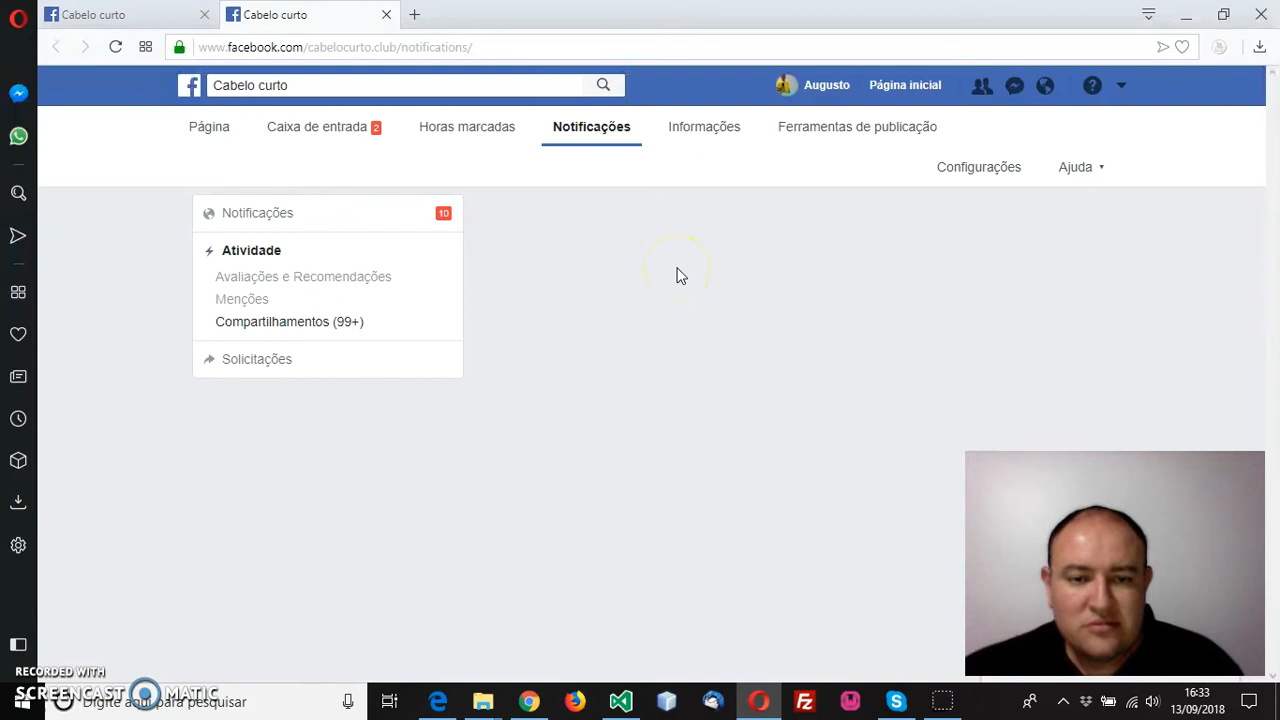 Cabelo curto
Cabelo curto
www.facebook.com/cabelocurto.club/notifications/
Cabelo curto
Augusto
Página inicial
Página
Caixa de entrada 2
Horas marcadas
Notificações
Informações
Ferramentas de publicação
Configurações
Ajuda
Notificações 10
Atividade
Avaliações e Recomendações
Menções
Compartilhamentos (99+)
Solicitações
RECORDED WITH
SCREENCAST MATIC
Digite aqui para pesquisar
16:33
13/09/2018